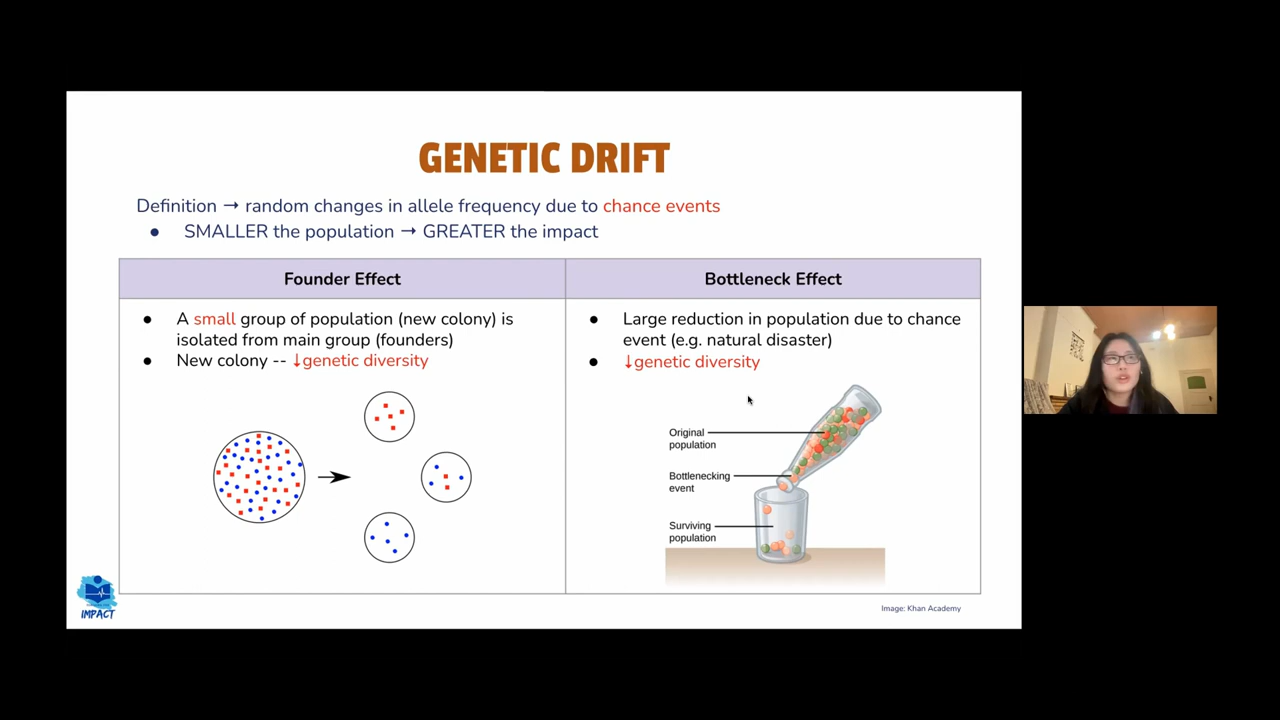 GENETIC DRIFT
Definition → random changes in allele frequency due to chance events
● SMALLER the population → GREATER the impact
Founder Effect
● A small group of population (new colony) is
isolated from main group (founders)
● New colony -- ↓genetic diversity
Bottleneck Effect
● Large reduction in population due to chance
event (e.g. natural disaster)
● ↓genetic diversity
Original
population
Bottlenecking
event
Surviving
population
IMPACT
Image: Khan Academy